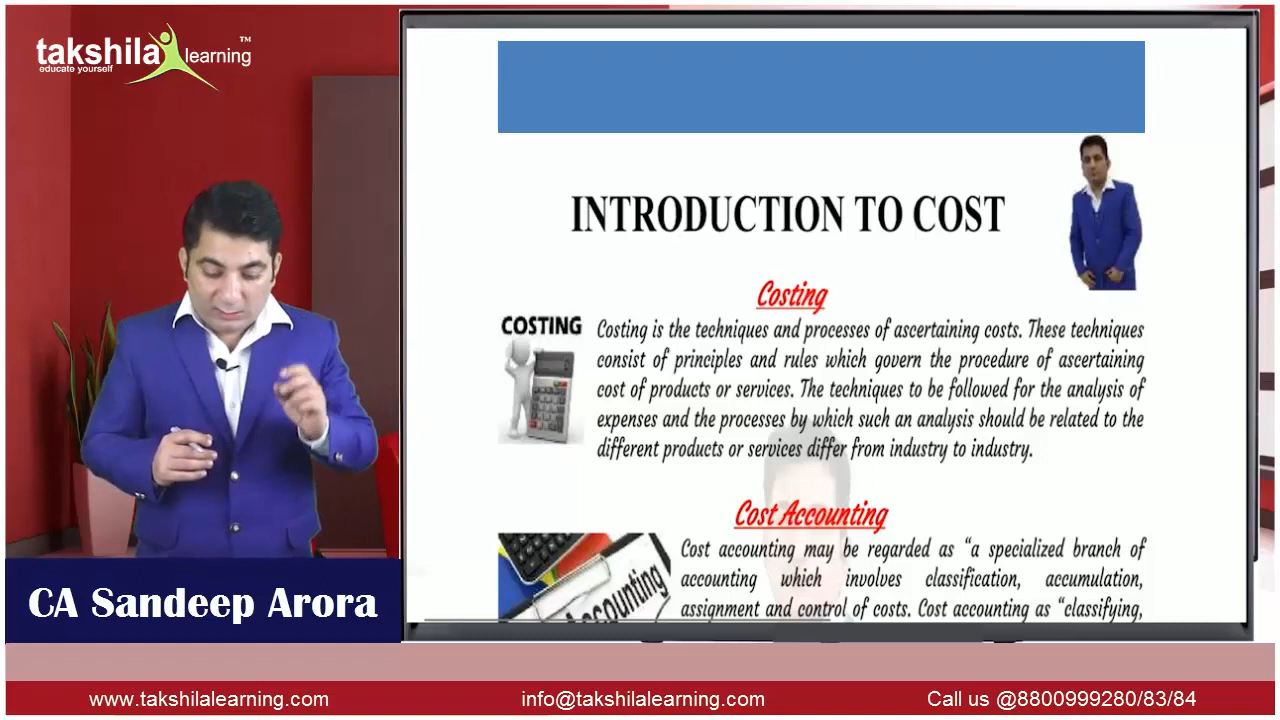 takshila learning™
educate yourself
INTRODUCTION TO COST
Costing
COSTING
Costing is the techniques and processes of ascertaining costs. These techniques
consist of principles and rules which govern the procedure of ascertaining
cost of products or services. The techniques to be followed for the analysis of
expenses and the processes by which such an analysis should be related to the
different products or services differ from industry to industry.
Cost Accounting
Cost accounting may be regarded as “a specialized branch of
accounting which involves classification, accumulation,
assignment and control of costs. Cost accounting as “classifying,
Accounting
CA Sandeep Arora
www.takshilalearning.com
info@takshilalearning.com
Call us @8800999280/83/84